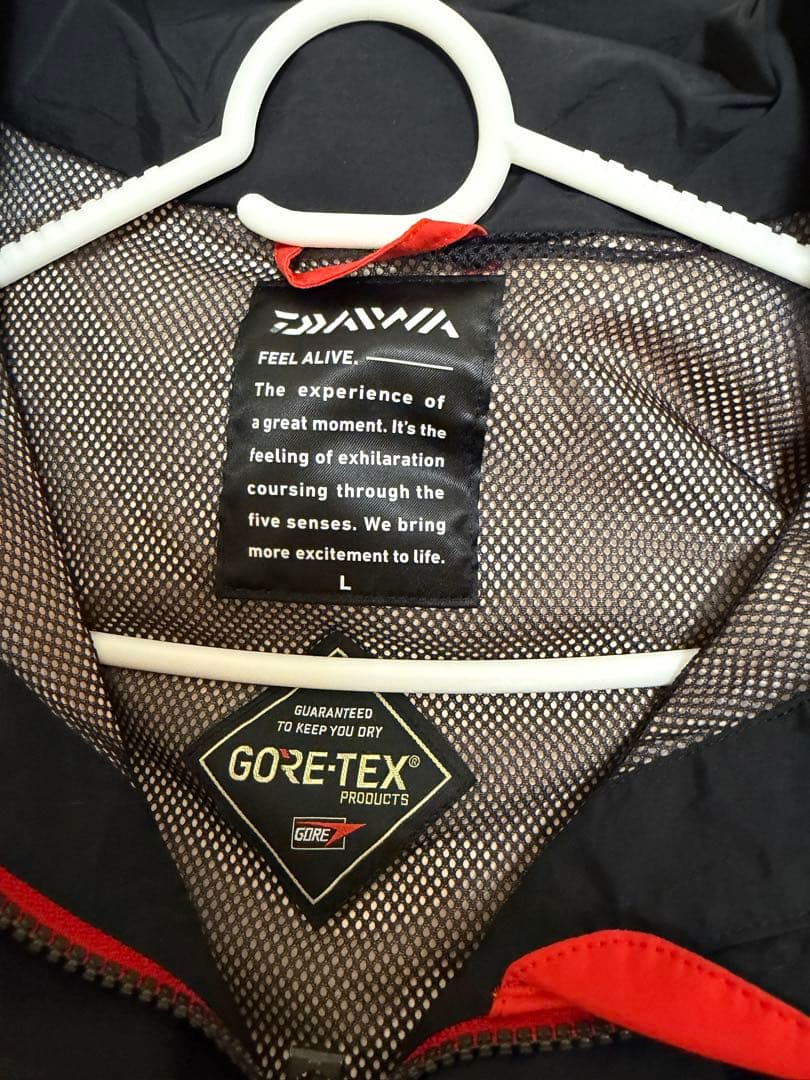 DAIWA
FEEL ALIVE.
The experience of
a great moment. It's the
feeling of exhilaration
coursing through the
five senses. We bring
more excitement to life.
L
GUARANTEED
TO KEEP YOU DRY
GORE-TEX®
PRODUCTS
GORE